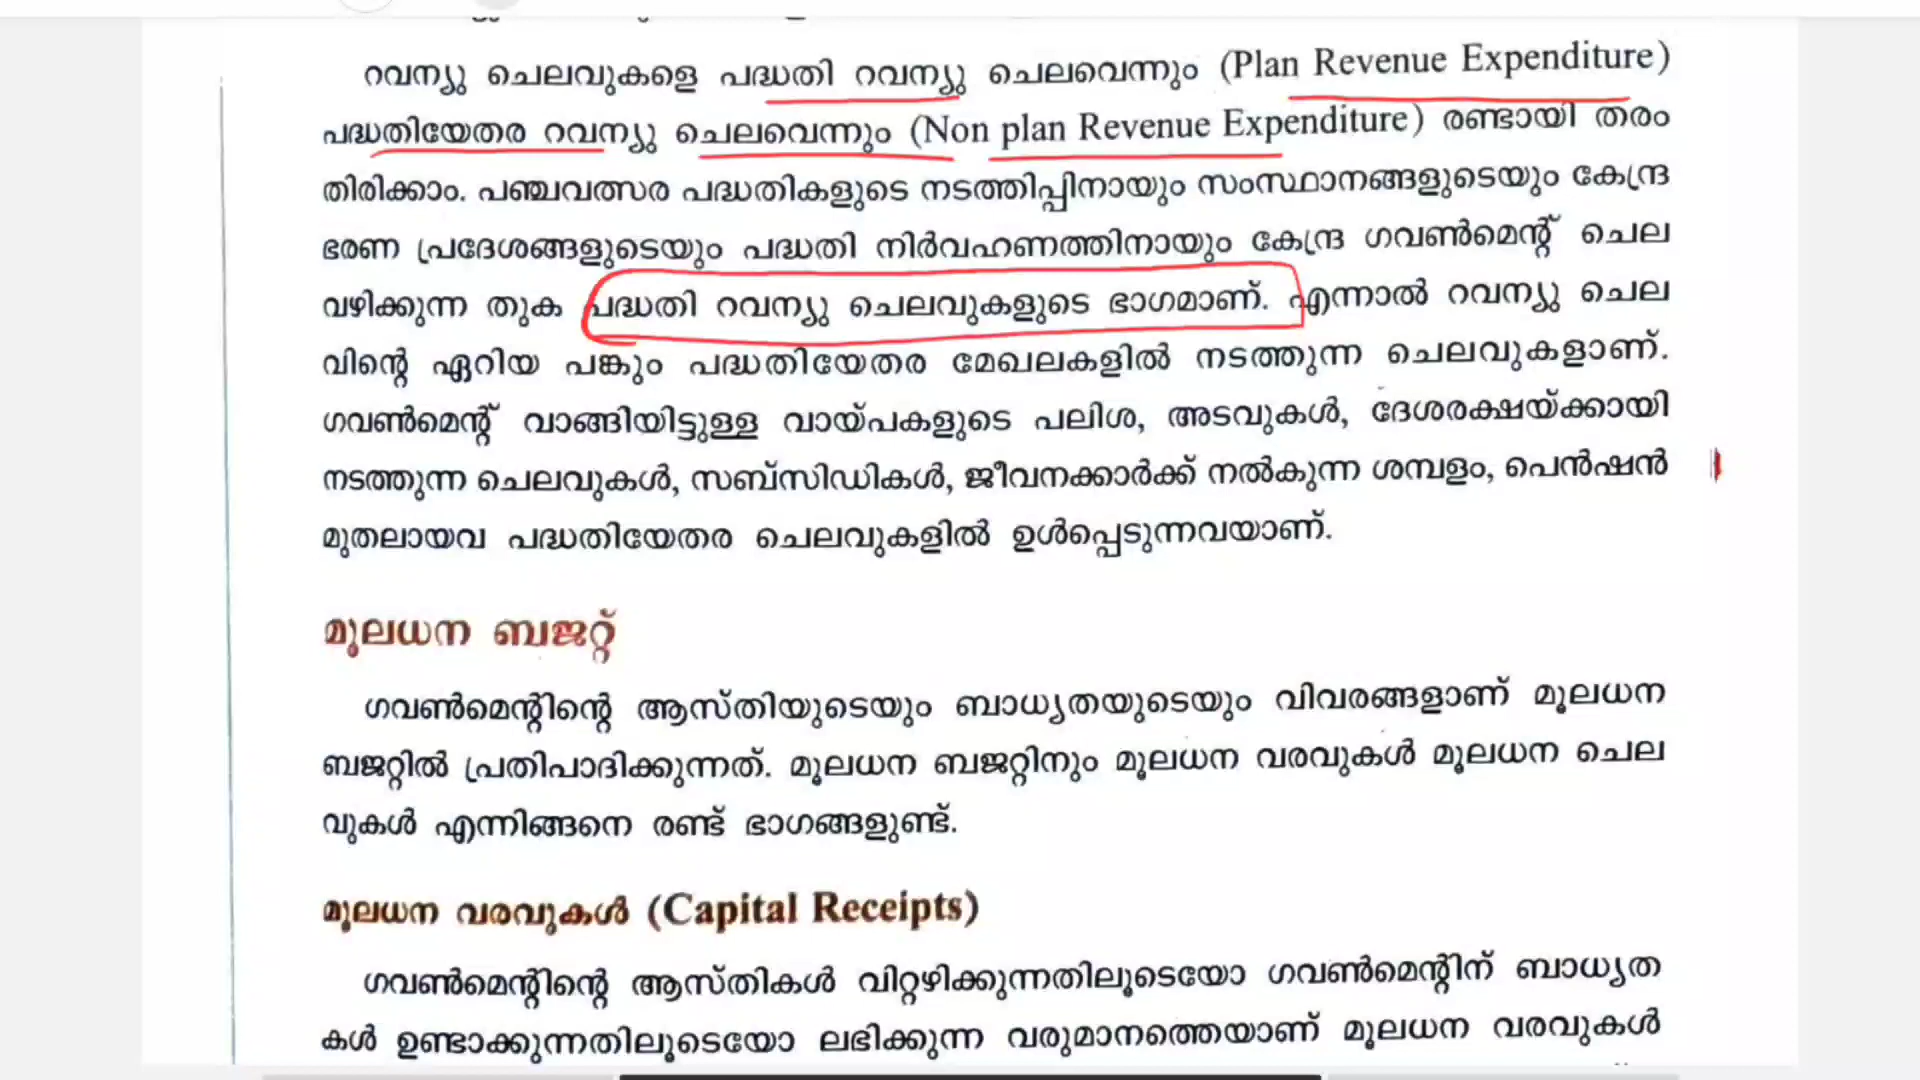 റവന്യൂ ചെലവുകളെ പദ്ധതി റവന്യൂ ചെലവെന്നും (Plan Revenue Expenditure)
പദ്ധതിയേതര റവന്യൂ ചെലവെന്നും (Non plan Revenue Expenditure) രണ്ടായി തരം
തിരിക്കാം. പഞ്ചവത്സര പദ്ധതികളുടെ നടത്തിപ്പിനായും സംസ്ഥാനങ്ങളുടെയും കേന്ദ്ര
ഭരണ പ്രദേശങ്ങളുടെയും പദ്ധതി നിർവഹണത്തിനായും കേന്ദ്ര ഗവൺമെന്റ് ചെല
വഴിക്കുന്ന തുക പദ്ധതി റവന്യൂ ചെലവുകളുടെ ഭാഗമാണ്. എന്നാൽ റവന്യൂ ചെല
വിന്റെ ഏറിയ പങ്കും പദ്ധതിയേതര മേഖലകളിൽ നടത്തുന്ന ചെലവുകളാണ്.
ഗവൺമെന്റ് വാങ്ങിയിട്ടുള്ള വായ്പകളുടെ പലിശ, അടവുകൾ, ദേശരക്ഷയ്ക്കായി
നടത്തുന്ന ചെലവുകൾ, സബ്സിഡികൾ, ജീവനക്കാർക്ക് നൽകുന്ന ശമ്പളം, പെൻഷൻ
മുതലായവ പദ്ധതിയേതര ചെലവുകളിൽ ഉൾപ്പെടുന്നവയാണ്.
മൂലധന ബജറ്റ്
ഗവൺമെന്റിന്റെ ആസ്തിയുടെയും ബാധ്യതയുടെയും വിവരങ്ങളാണ് മൂലധന
ബജറ്റിൽ പ്രതിപാദിക്കുന്നത്. മൂലധന ബജറ്റിനും മൂലധന വരവുകൾ മൂലധന ചെല
വുകൾ എന്നിങ്ങനെ രണ്ട് ഭാഗങ്ങളുണ്ട്.
മൂലധന വരവുകൾ (Capital Receipts)
ഗവൺമെന്റിന്റെ ആസ്തികൾ വിറ്റഴിക്കുന്നതിലൂടെയോ ഗവൺമെന്റിന് ബാധ്യത
കൾ ഉണ്ടാക്കുന്നതിലൂടെയോ ലഭിക്കുന്ന വരുമാനത്തെയാണ് മൂലധന വരവുകൾ